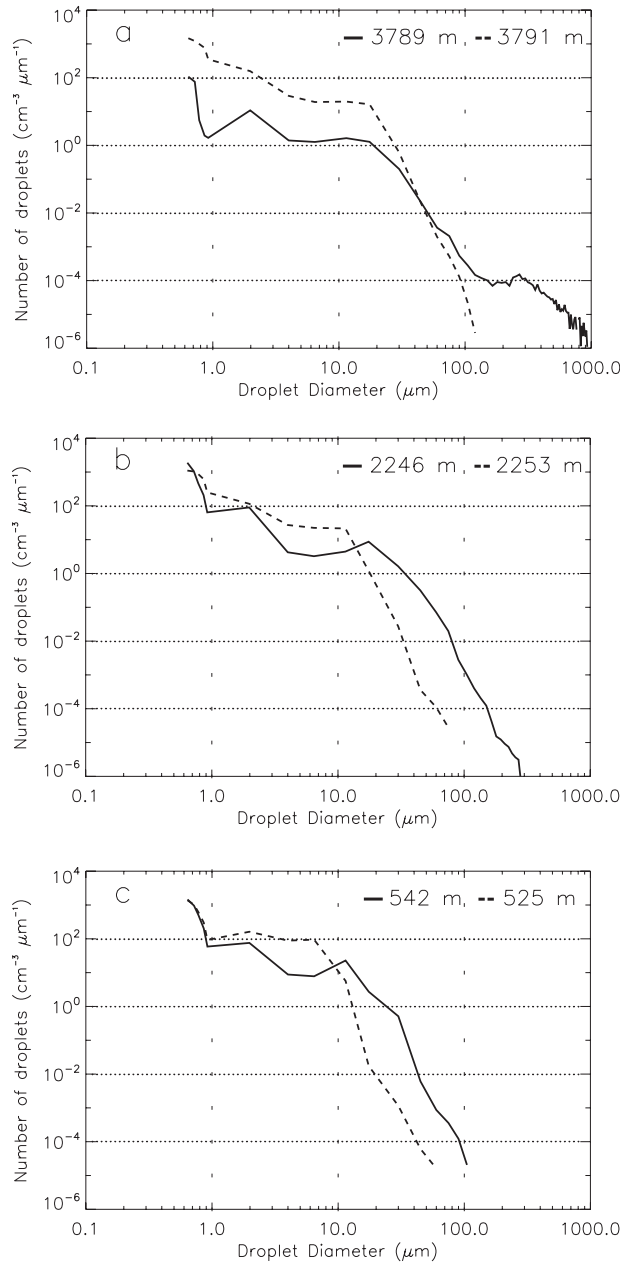 a
3789 m
3791 m
Number of droplets (cm⁻³ μm⁻¹)
10⁴
10²
10⁰
10⁻²
10⁻⁴
10⁻⁶
0.1 1.0 10.0 100.0 1000.0
Droplet Diameter (μm)
b
2246 m
2253 m
Number of droplets (cm⁻³ μm⁻¹)
10⁴
10²
10⁰
10⁻²
10⁻⁴
10⁻⁶
0.1 1.0 10.0 100.0 1000.0
Droplet Diameter (μm)
c
542 m
525 m
Number of droplets (cm⁻³ μm⁻¹)
10⁴
10²
10⁰
10⁻²
10⁻⁴
10⁻⁶
0.1 1.0 10.0 100.0 1000.0
Droplet Diameter (μm)